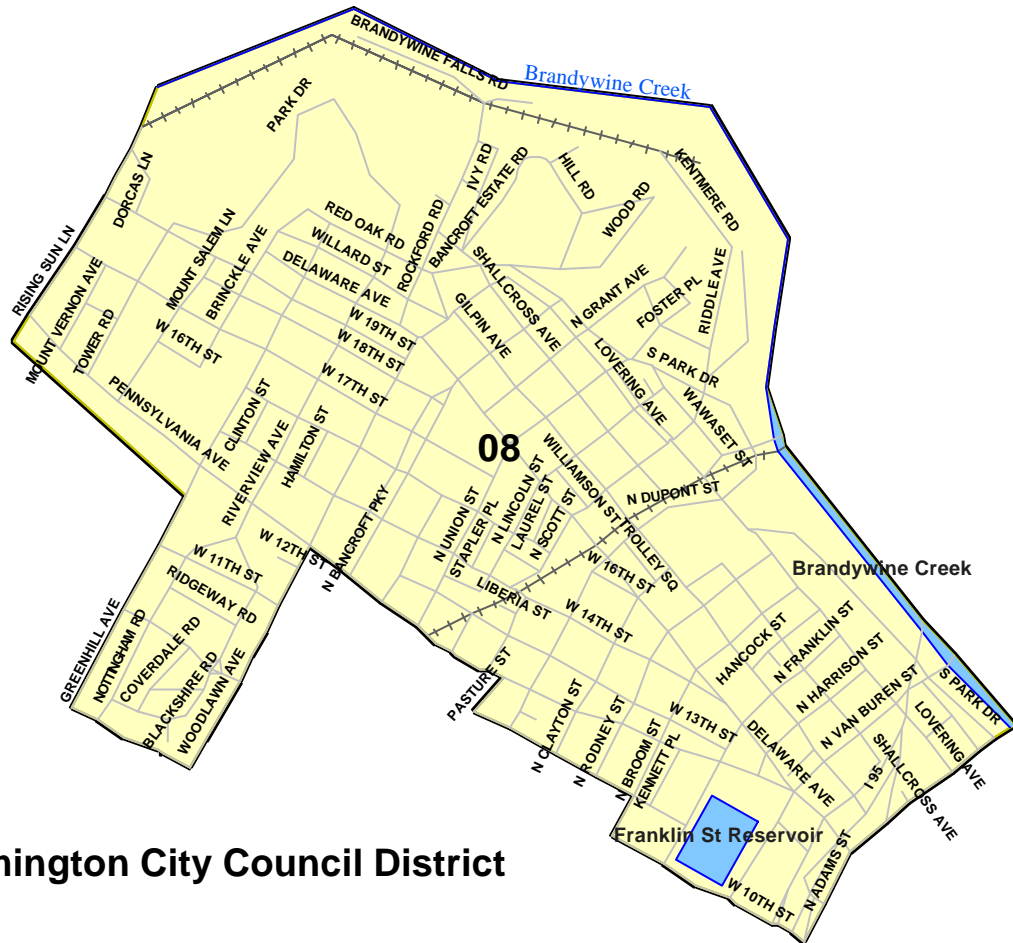 BRANDYWINE FALLS RD
Brandywine Creek
PARK DR
KENTMERE RD
IVY RD
BANCROFT ESTATE RD
HILL RD
WOOD RD
DORCAS LN
RED OAK RD
ROCKFORD RD
WILLARD ST
DELAWARE AVE
MOUNT SALEM LN
BRINCKLE AVE
RISING SUN LN
MOUNT VERNON AVE
TOWER RD
W 16TH ST
SHALLCROSS AVE
GILPIN AVE
N GRANT AVE
FOSTER PL
RIDDLE AVE
W 19TH ST
W 18TH ST
W 17TH ST
LOVERING AVE
S PARK DR
WAWASET ST
PENNSYLVANIA AVE
CLINTON ST
RIVERVIEW AVE
HAMILTON ST
08
WILLIAMSON ST
TROLLEY SQ
N DUPONT ST
N UNION ST
STAPLER PL
N LINCOLN ST
LAUREL ST
N SCOTT ST
N BANCROFT PKY
W 12TH ST
W 11TH ST
RIDGEWAY RD
W 16TH ST
LIBERIA ST
W 14TH ST
Brandywine Creek
GREENHILL AVE
NOTTINGHAM RD
COVERDALE RD
BLACKSHIRE RD
WOODLAWN AVE
PASTURE ST
HANCOCK ST
N FRANKLIN ST
N HARRISON ST
N VAN BUREN ST
S PARK DR
LOVERING AVE
N CLAYTON ST
N RODNEY ST
N BROOM ST
KENNETT PL
W 13TH ST
DELAWARE AVE
I 95
SHALLCROSS AVE
Franklin St Reservoir
N ADAMS ST
W 10TH ST
mington City Council District